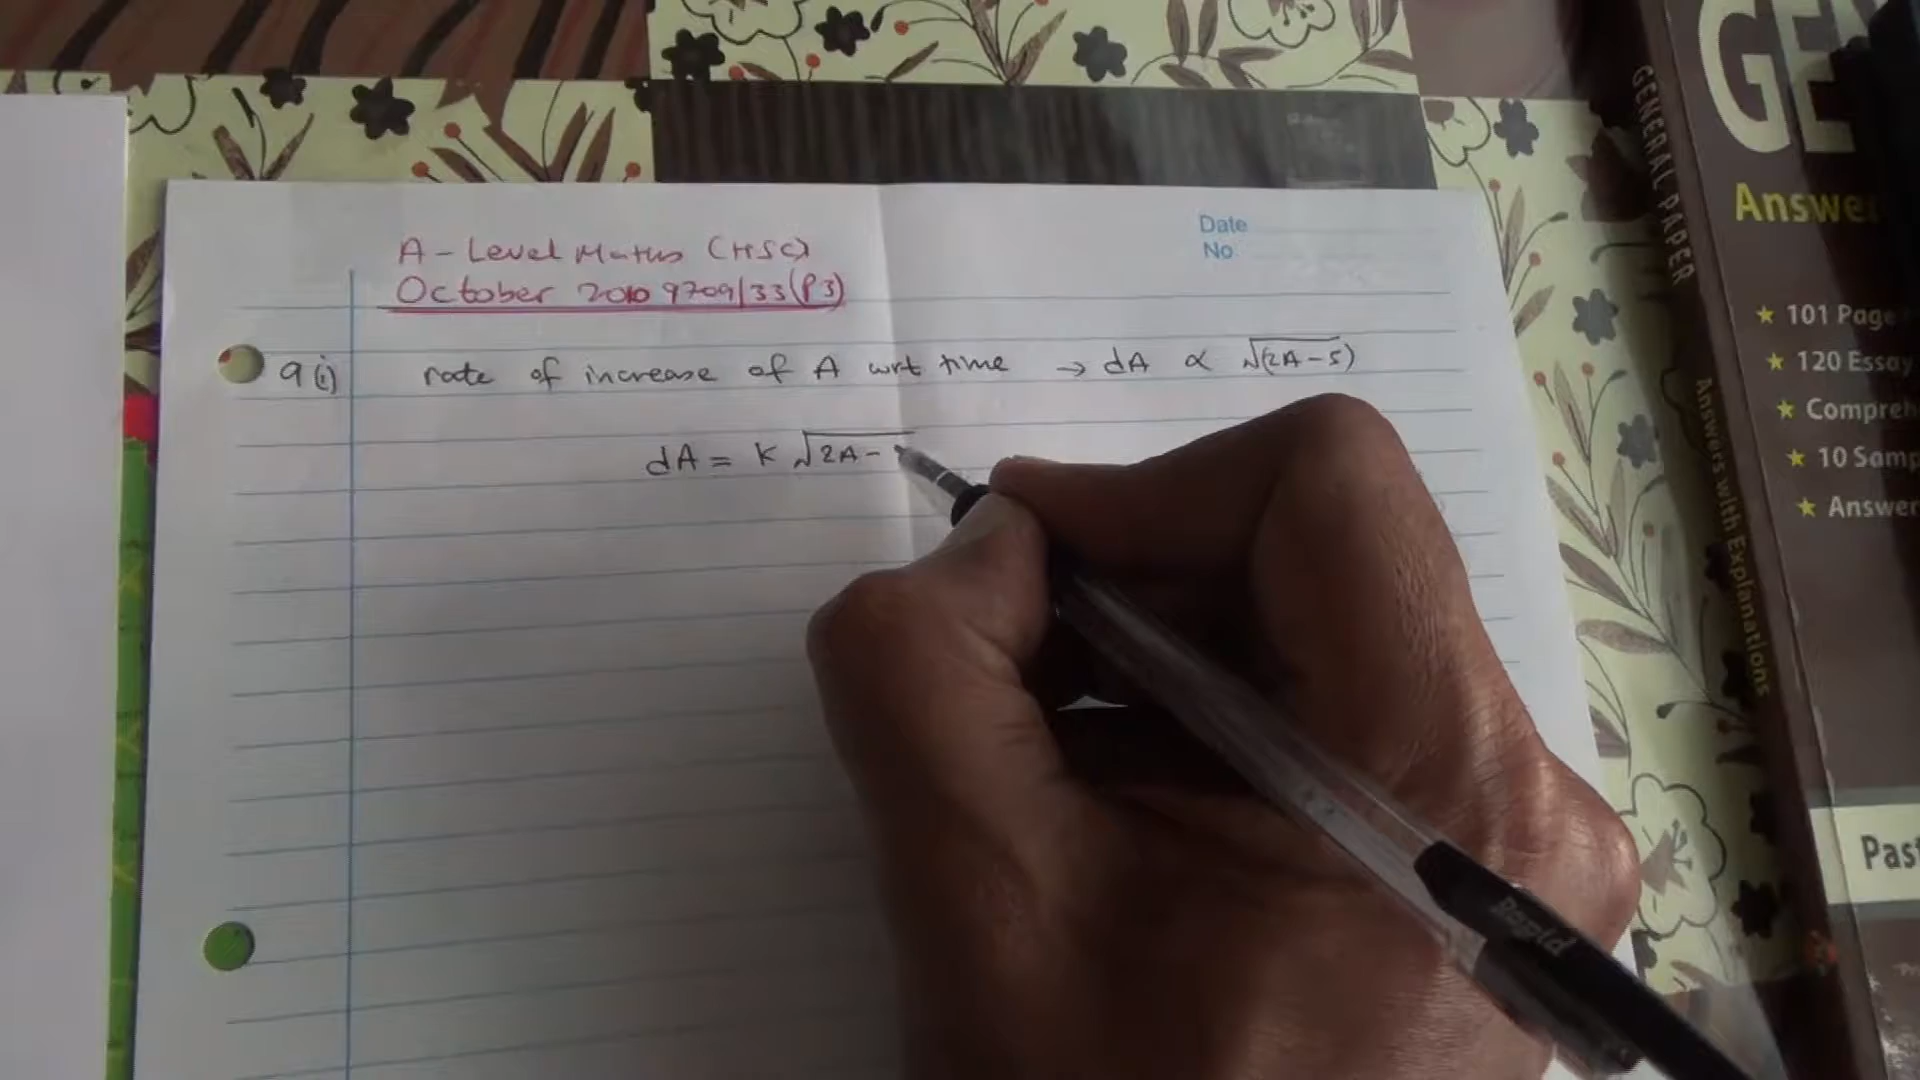 A-Level Maths (HSC)
October 2010 9709/33 (P3)
Date
No.
9(i) rate of increase of A wrt time → dA ∝ √(2A-5)
dA = K √2A-
GENERAL PAPER
Answers with Explanations
GE
Answe
★ 101 Page
★ 120 Essay
★ Compreh
★ 10 Samp
★ Answer
Past
Rapid